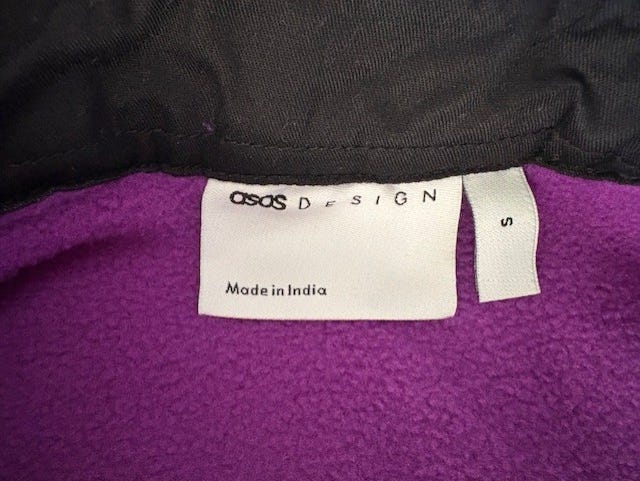 asos DESIGN
Made in India
S